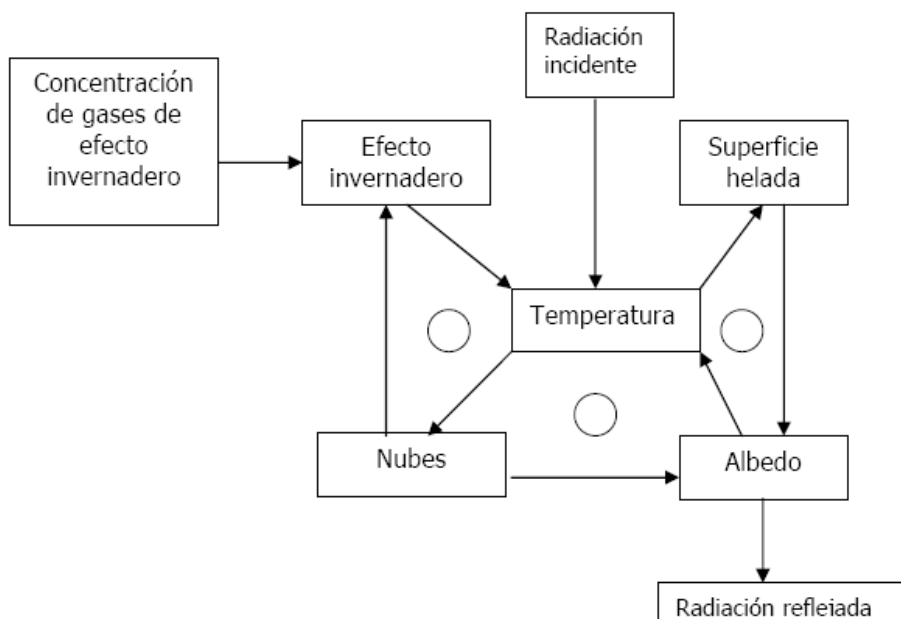 Radiación
incidente
Concentración
de gases de
efecto
invernadero
Efecto
invernadero
Superficie
helada
Temperatura
Nubes
Albedo
Radiación reflejada